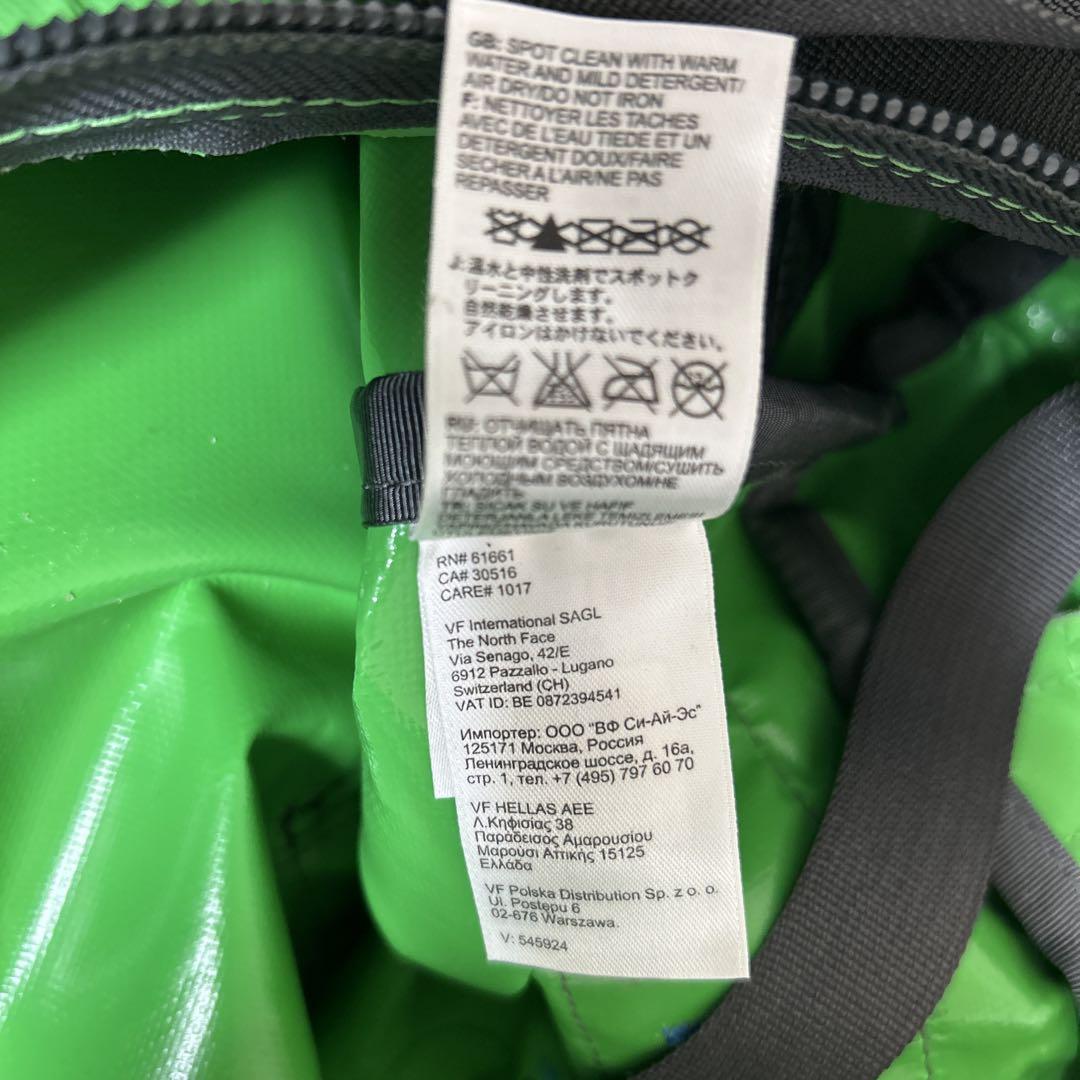 GB: SPOT CLEAN WITH WARM
WATER AND MILD DETERGENT/
AIR DRY/DO NOT IRON
F: NETTOYER LES TACHES
AVEC DE L'EAU TIEDE ET UN
DETERGENT DOUX/FAIRE
SECHER A L'AIR/NE PAS
REPASSER
J: 温水と中性洗剤でスポットク
リーニングします。
自然乾燥させます。
アイロンはかけないでください。
RU: ОТЧИЩАТЬ ПЯТНА
ТЕПЛОЙ ВОДОЙ С ЩАДЯЩИМ
МОЮЩИМ СРЕДСТВОМ/СУШИТЬ
ХОЛОДНЫМ ВОЗДУХОМ/НЕ
ГЛАДИТЬ
TR: SICAK SU VE HAFIF
RN# 61661
CA# 30516
CARE# 1017
VF International SAGL
The North Face
Via Senago, 42/E
6912 Pazzallo - Lugano
Switzerland (CH)
VAT ID: BE 0872394541
Импортер: ООО "ВФ Си-Ай-Эс"
125171 Москва, Россия
Ленинградское шоссе, д. 16а,
стр. 1, тел. +7 (495) 797 60 70
VF HELLAS AEE
Λ.Κηφισίας 38
Παράδεισος Αμαρουσίου
Μαρούσι Αττικής 15125
Ελλάδα
VF Polska Distribution Sp. z o. o.
Ul. Postępu 6
02-676 Warszawa.
V: 545924